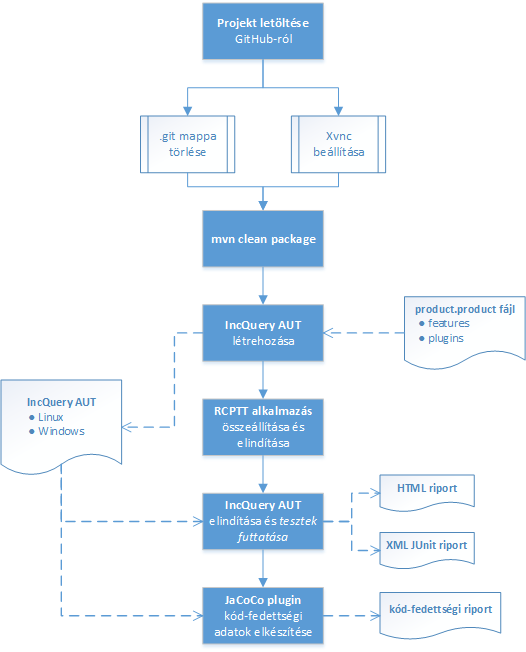 Projekt letöltése
GitHub-ról
.git mappa
törlése
Xvnc
beállítása
mvn clean package
IncQuery AUT
létrehozása
product.product fájl
● features
● plugins
IncQuery AUT
● Linux
● Windows
RCPTT alkalmazás
összeállítása és
elindítása
IncQuery AUT
elindítása és tesztek
futtatása
HTML riport
XML JUnit riport
JaCoCo plugin
kód-fedettségi
adatok elkészítése
kód-fedettségi riport